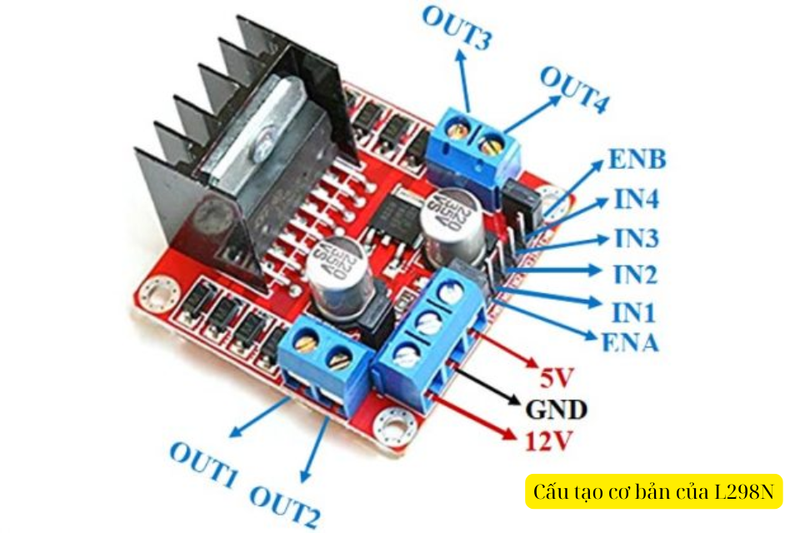 OUT3
OUT4
ENB
IN4
IN3
IN2
IN1
ENA
5V
GND
12V
OUT1
OUT2
Cấu tạo cơ bản của L298N